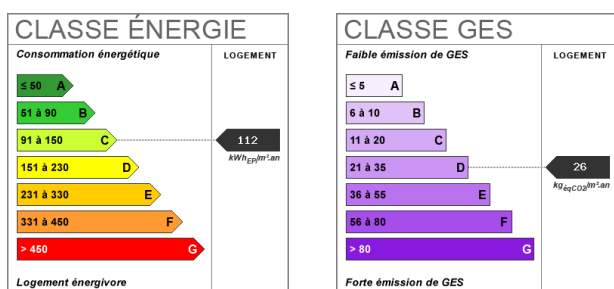 CLASSE ÉNERGIE
Consommation énergétique
LOGEMENT
≤ 50 A
51 à 90 B
91 à 150 C
112
kWhEP/m².an
151 à 230 D
231 à 330 E
331 à 450 F
> 450 G
Logement énergivore
CLASSE GES
Faible émission de GES
LOGEMENT
≤ 5 A
6 à 10 B
11 à 20 C
21 à 35 D
26
kgéqCO2/m².an
36 à 55 E
56 à 80 F
> 80 G
Forte émission de GES